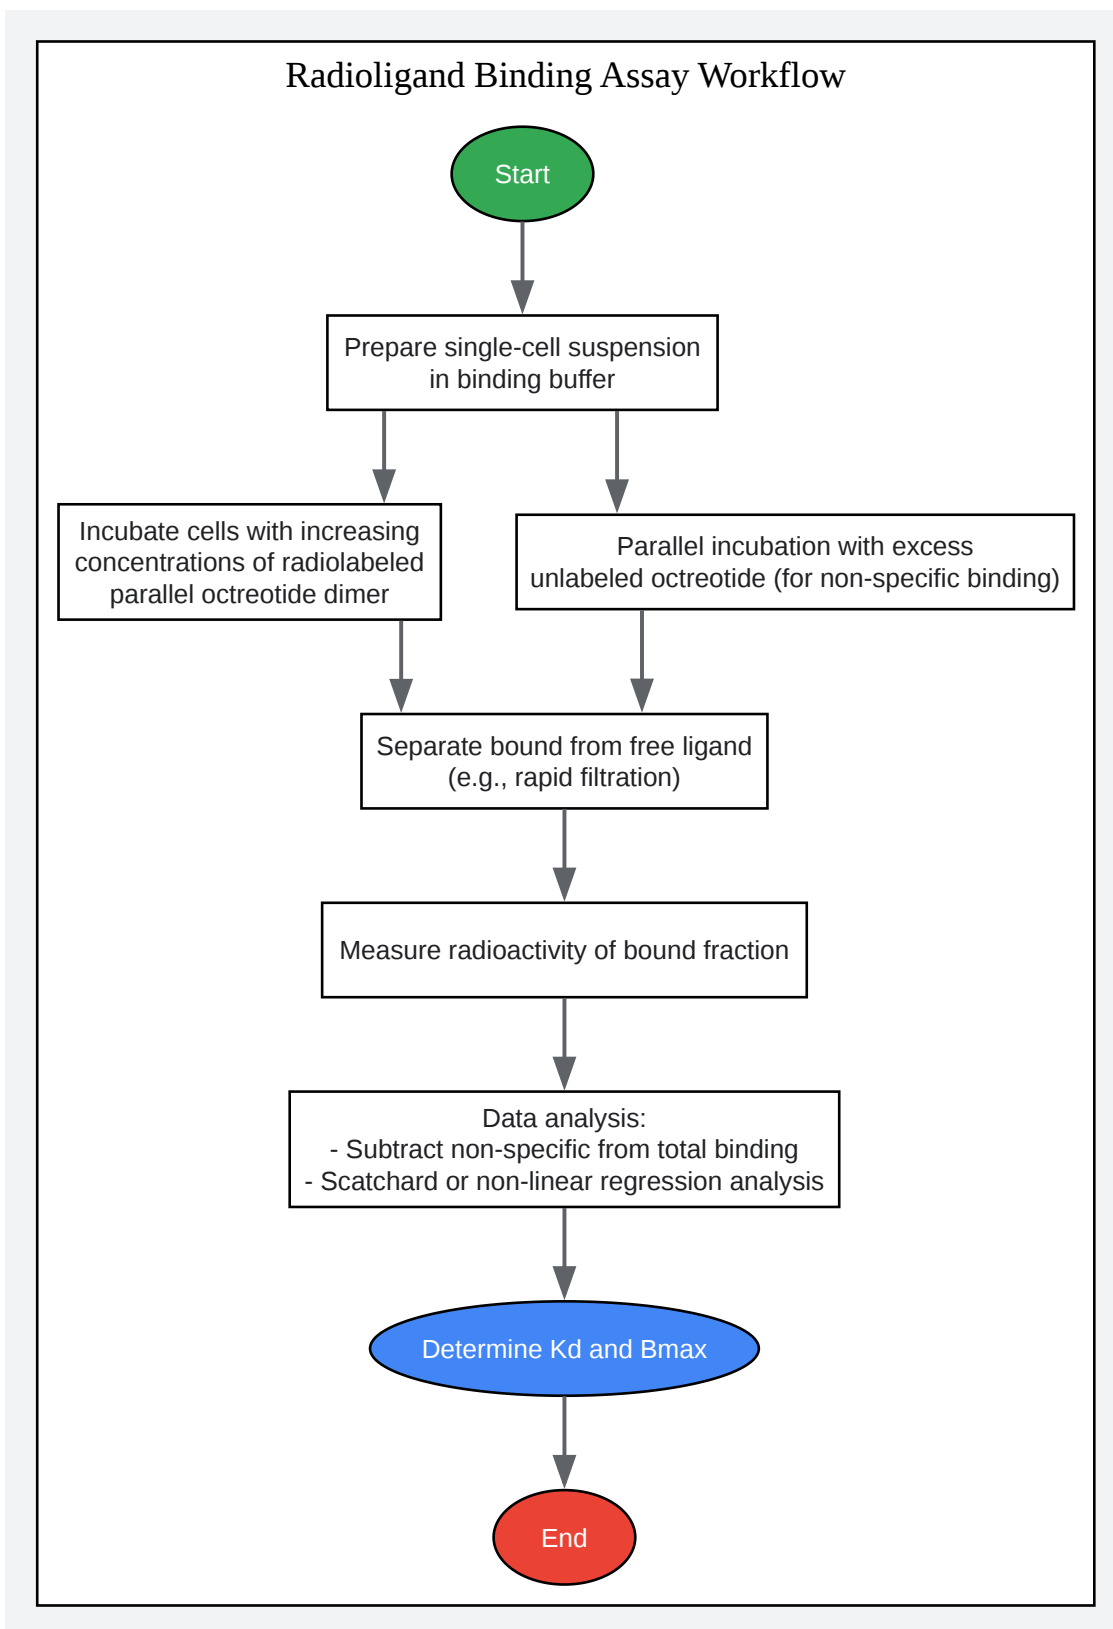 Radioligand Binding Assay Workflow
Start
Prepare single-cell suspension
in binding buffer
Incubate cells with increasing
concentrations of radiolabeled
parallel octreotide dimer
Parallel incubation with excess
unlabeled octreotide (for non-specific binding)
Separate bound from free ligand
(e.g., rapid filtration)
Measure radioactivity of bound fraction
Data analysis:
- Subtract non-specific from total binding
- Scatchard or non-linear regression analysis
Determine Kd and Bmax
End